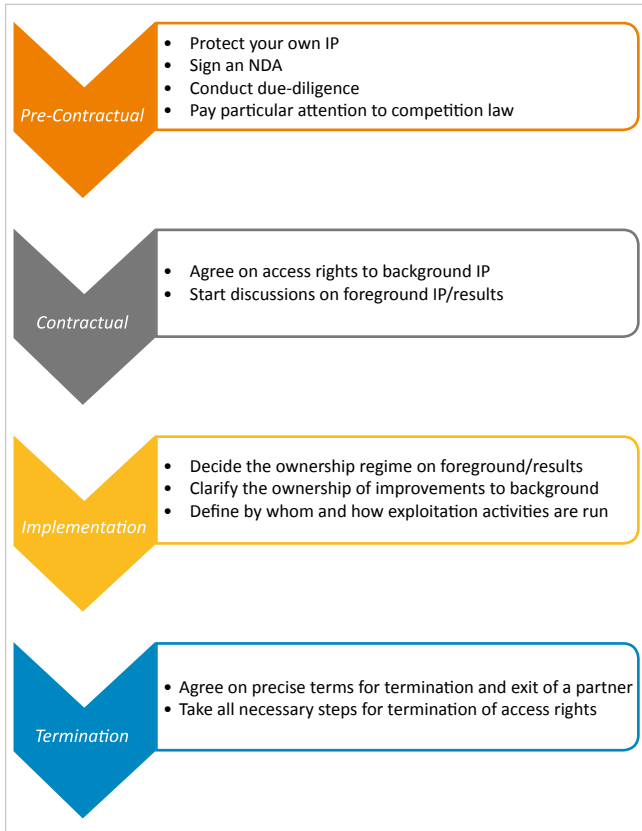 Pre-Contractual
• Protect your own IP
• Sign an NDA
• Conduct due-diligence
• Pay particular attention to competition law
Contractual
• Agree on access rights to background IP
• Start discussions on foreground IP/results
Implementation
• Decide the ownership regime on foreground/results
• Clarify the ownership of improvements to background
• Define by whom and how exploitation activities are run
Termination
• Agree on precise terms for termination and exit of a partner
• Take all necessary steps for termination of access rights